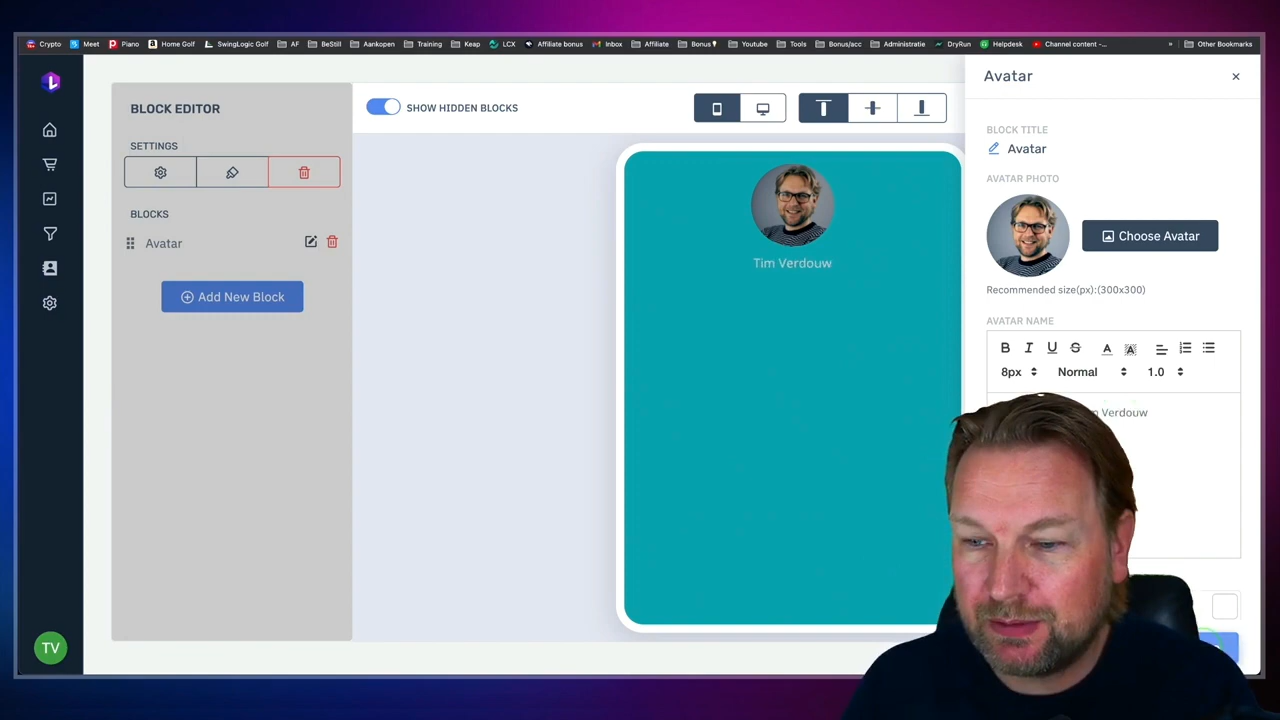 Crypto Meet Piano Home Golf SwingLogic Golf AF BeStill Aankopen Training Keap LCX Affiliate bonus Inbox Affiliate Bonus Youtube Tools Bonus/acc Administratie DryRun Helpdesk Channel content -... » Other Bookmarks
Avatar
BLOCK EDITOR
SHOW HIDDEN BLOCKS
BLOCK TITLE
SETTINGS
Avatar
AVATAR PHOTO
BLOCKS
Avatar
Choose Avatar
Tim Verdouw
Add New Block
Recommended size(px):(300x300)
AVATAR NAME
B I U S A A
8px Normal 1.0
Verdouw
TV